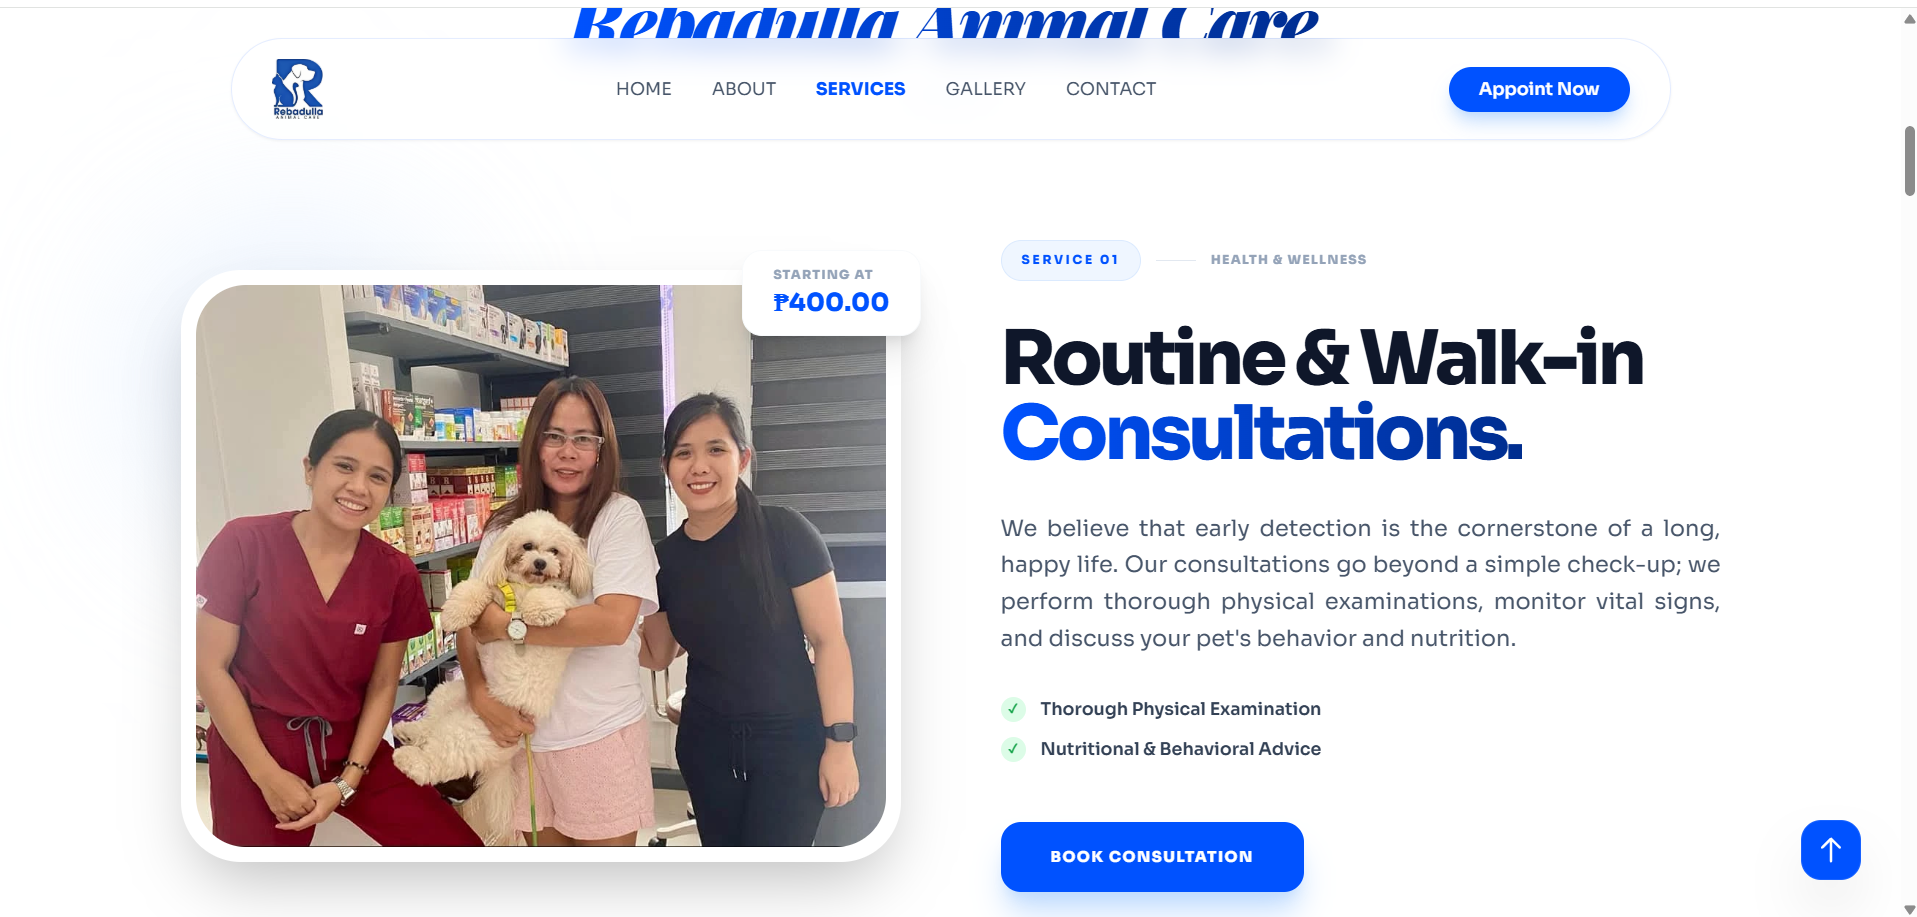 Rebadulla Animal Care
Rebadulla
ANIMAL CARE
HOME
ABOUT
SERVICES
GALLERY
CONTACT
Appoint Now
STARTING AT
₱400.00
SERVICE 01
HEALTH & WELLNESS
Routine & Walk-in
Consultations.
We believe that early detection is the cornerstone of a long,
happy life. Our consultations go beyond a simple check-up; we
perform thorough physical examinations, monitor vital signs,
and discuss your pet's behavior and nutrition.
✓ Thorough Physical Examination
✓ Nutritional & Behavioral Advice
BOOK CONSULTATION